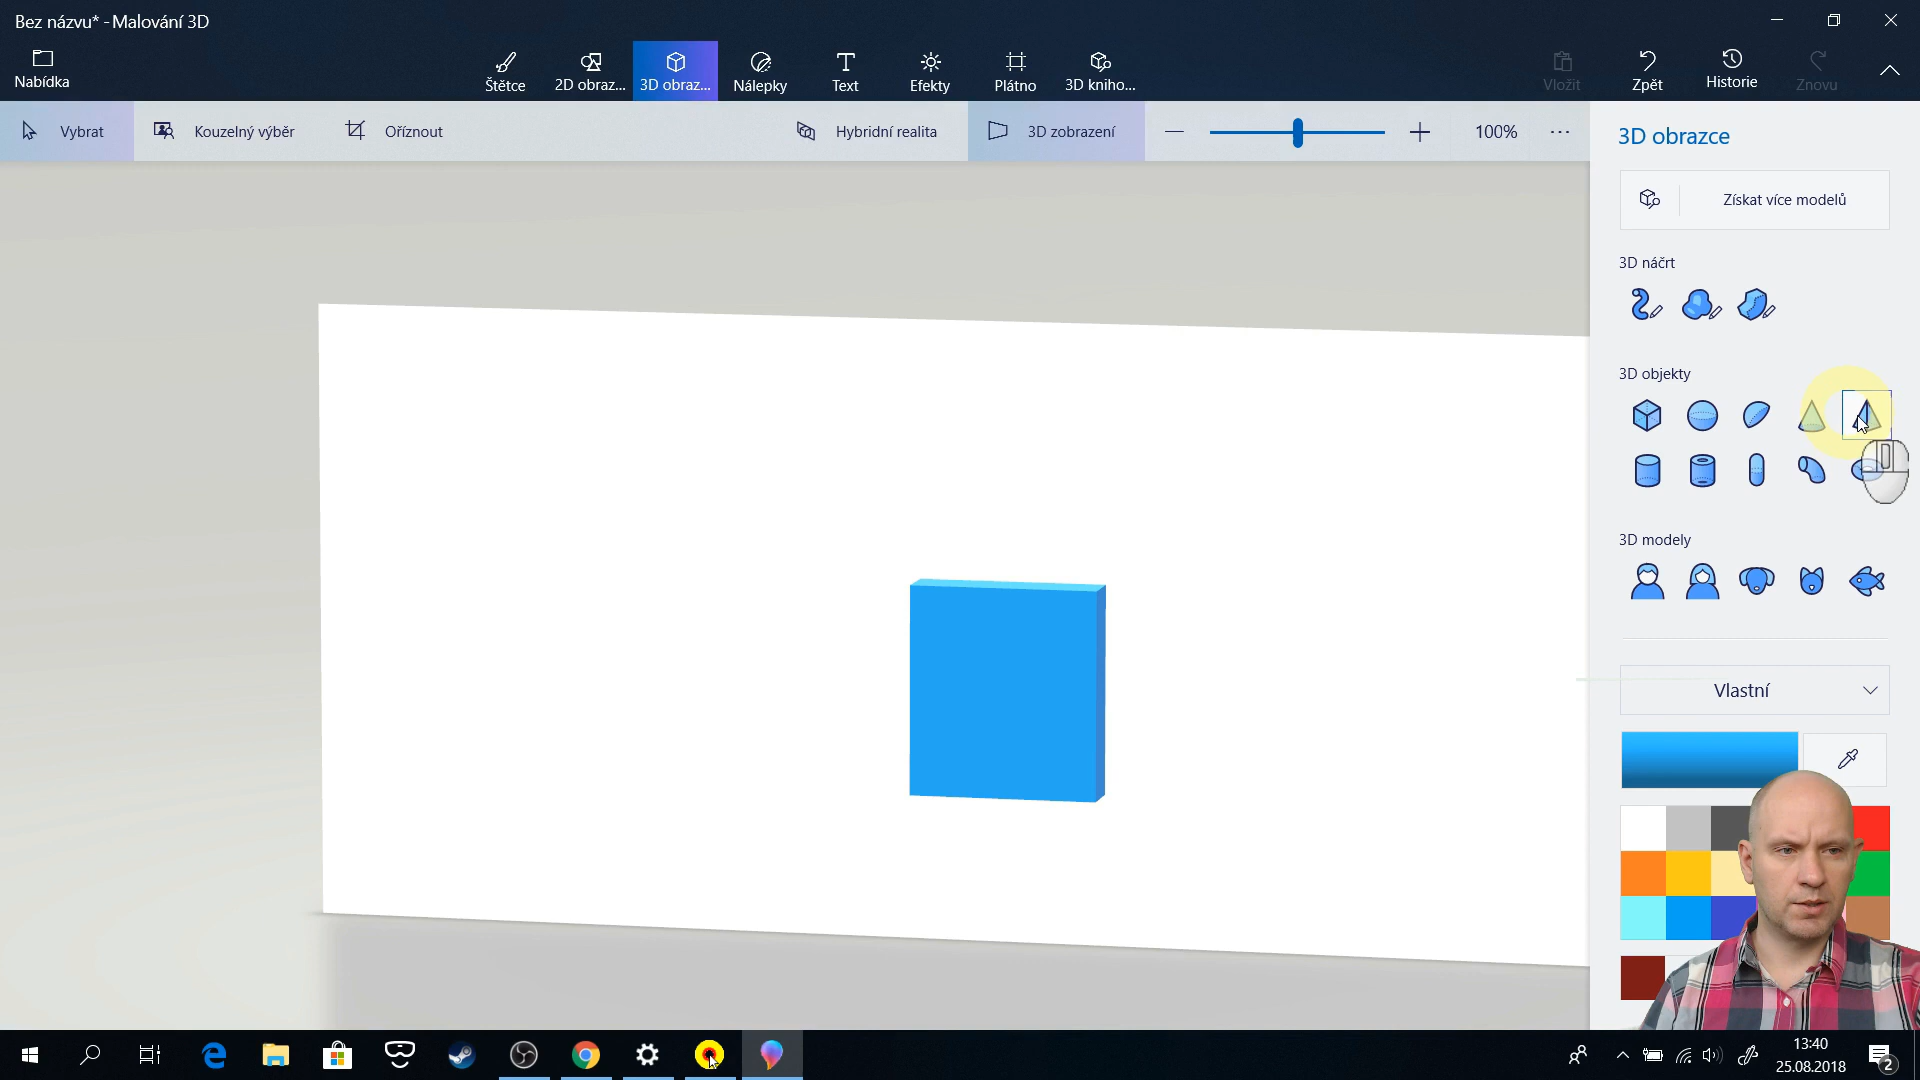 Bez názvu* - Malování 3D
Nabídka
Štětce
2D obraz...
3D obraz...
Nálepky
Text
Efekty
Plátno
3D kniho...
Vložit
Zpět
Historie
Znovu
Vybrat
Kouzelný výběr
Oříznout
Hybridní realita
3D zobrazení
100%
3D obrazce
Získat více modelů
3D náčrt
3D objekty
3D modely
Vlastní
13:40
25.08.2018
2